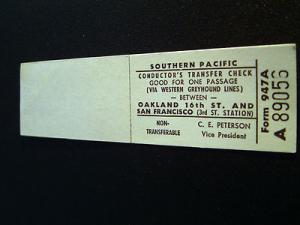 SOUTHERN PACIFIC
CONDUCTOR'S TRANSFER CHECK
GOOD FOR ONE PASSAGE
(VIA WESTERN GREYHOUND LINES)
— BETWEEN —
OAKLAND 16th ST. AND
SAN FRANCISCO (3rd ST. STATION)
NON-
TRANSFERABLE
C. E. PETERSON
Vice President
Form 947A
A 89056